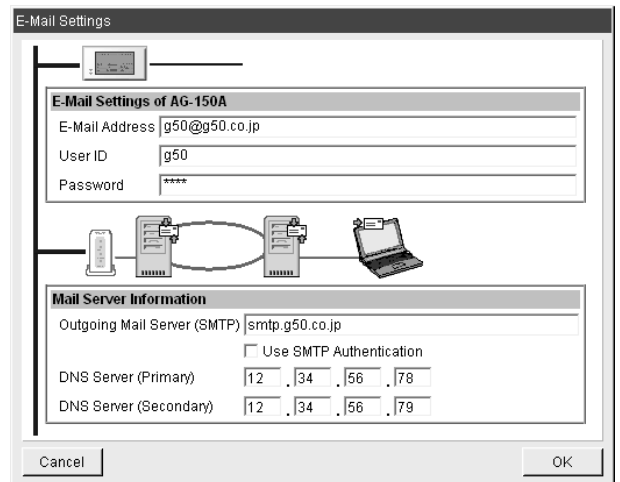 E-Mail Settings
E-Mail Settings of AG-150A
E-Mail Address g50@g50.co.jp
User ID g50
Password ****
Mail Server Information
Outgoing Mail Server (SMTP) smtp.g50.co.jp
Use SMTP Authentication
DNS Server (Primary) 12 . 34 . 56 . 78
DNS Server (Secondary) 12 . 34 . 56 . 79
Cancel OK